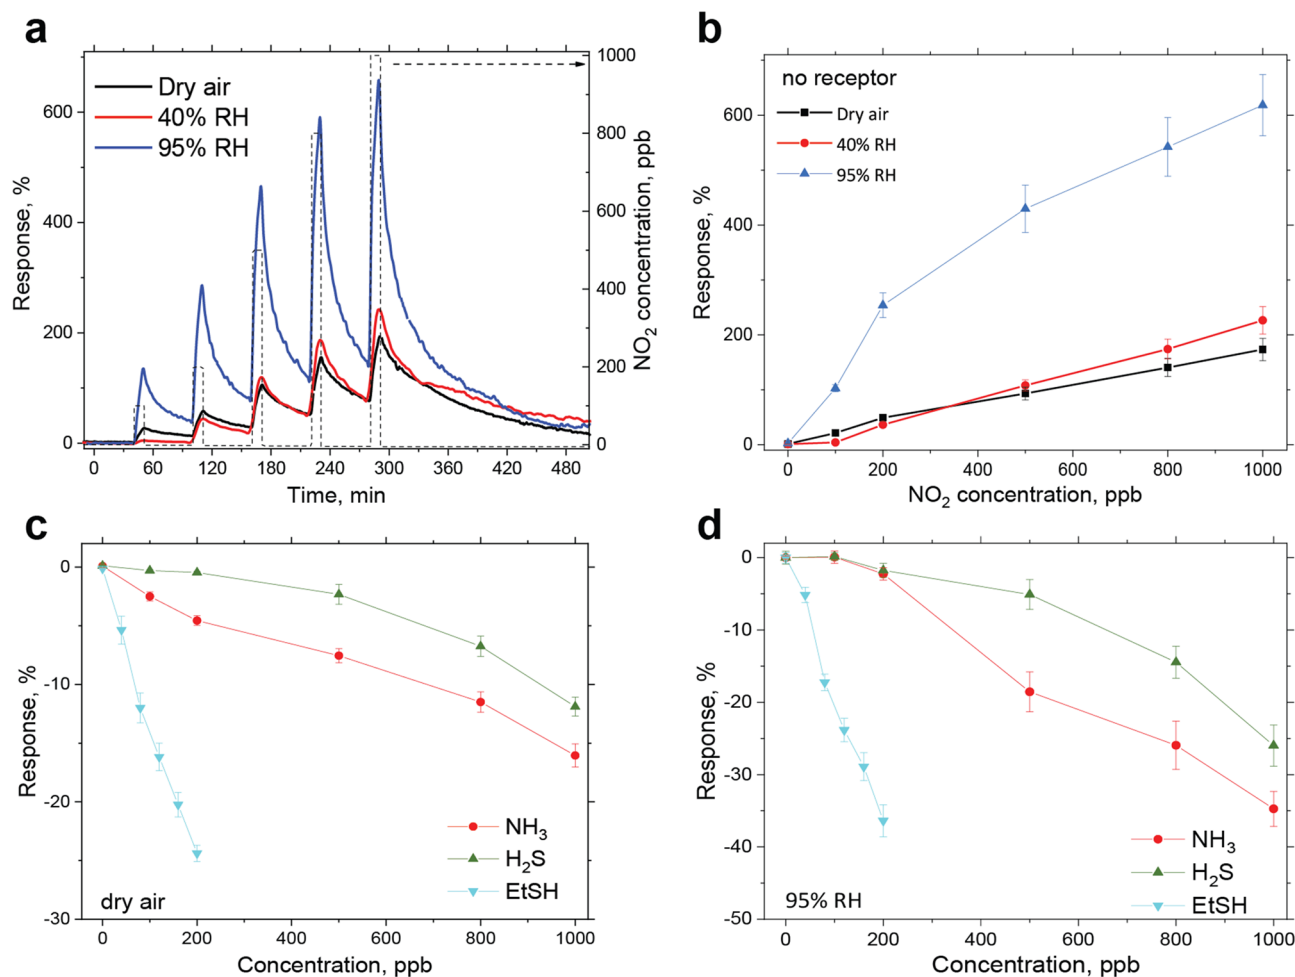 a
Dry air
40% RH
95% RH
Response, %
0
200
400
600
0
60
120
180
240
300
360
420
480
Time, min
0
200
400
600
800
1000
NO2 concentration, ppb
b
no receptor
Dry air
40% RH
95% RH
Response, %
0
200
400
600
0
200
400
600
800
1000
NO2 concentration, ppb
c
Response, %
0
-10
-20
-30
NH3
H2S
EtSH
dry air
0
200
400
600
800
1000
Concentration, ppb
d
Response, %
0
-10
-20
-30
-40
-50
NH3
H2S
EtSH
95% RH
0
200
400
600
800
1000
Concentration, ppb